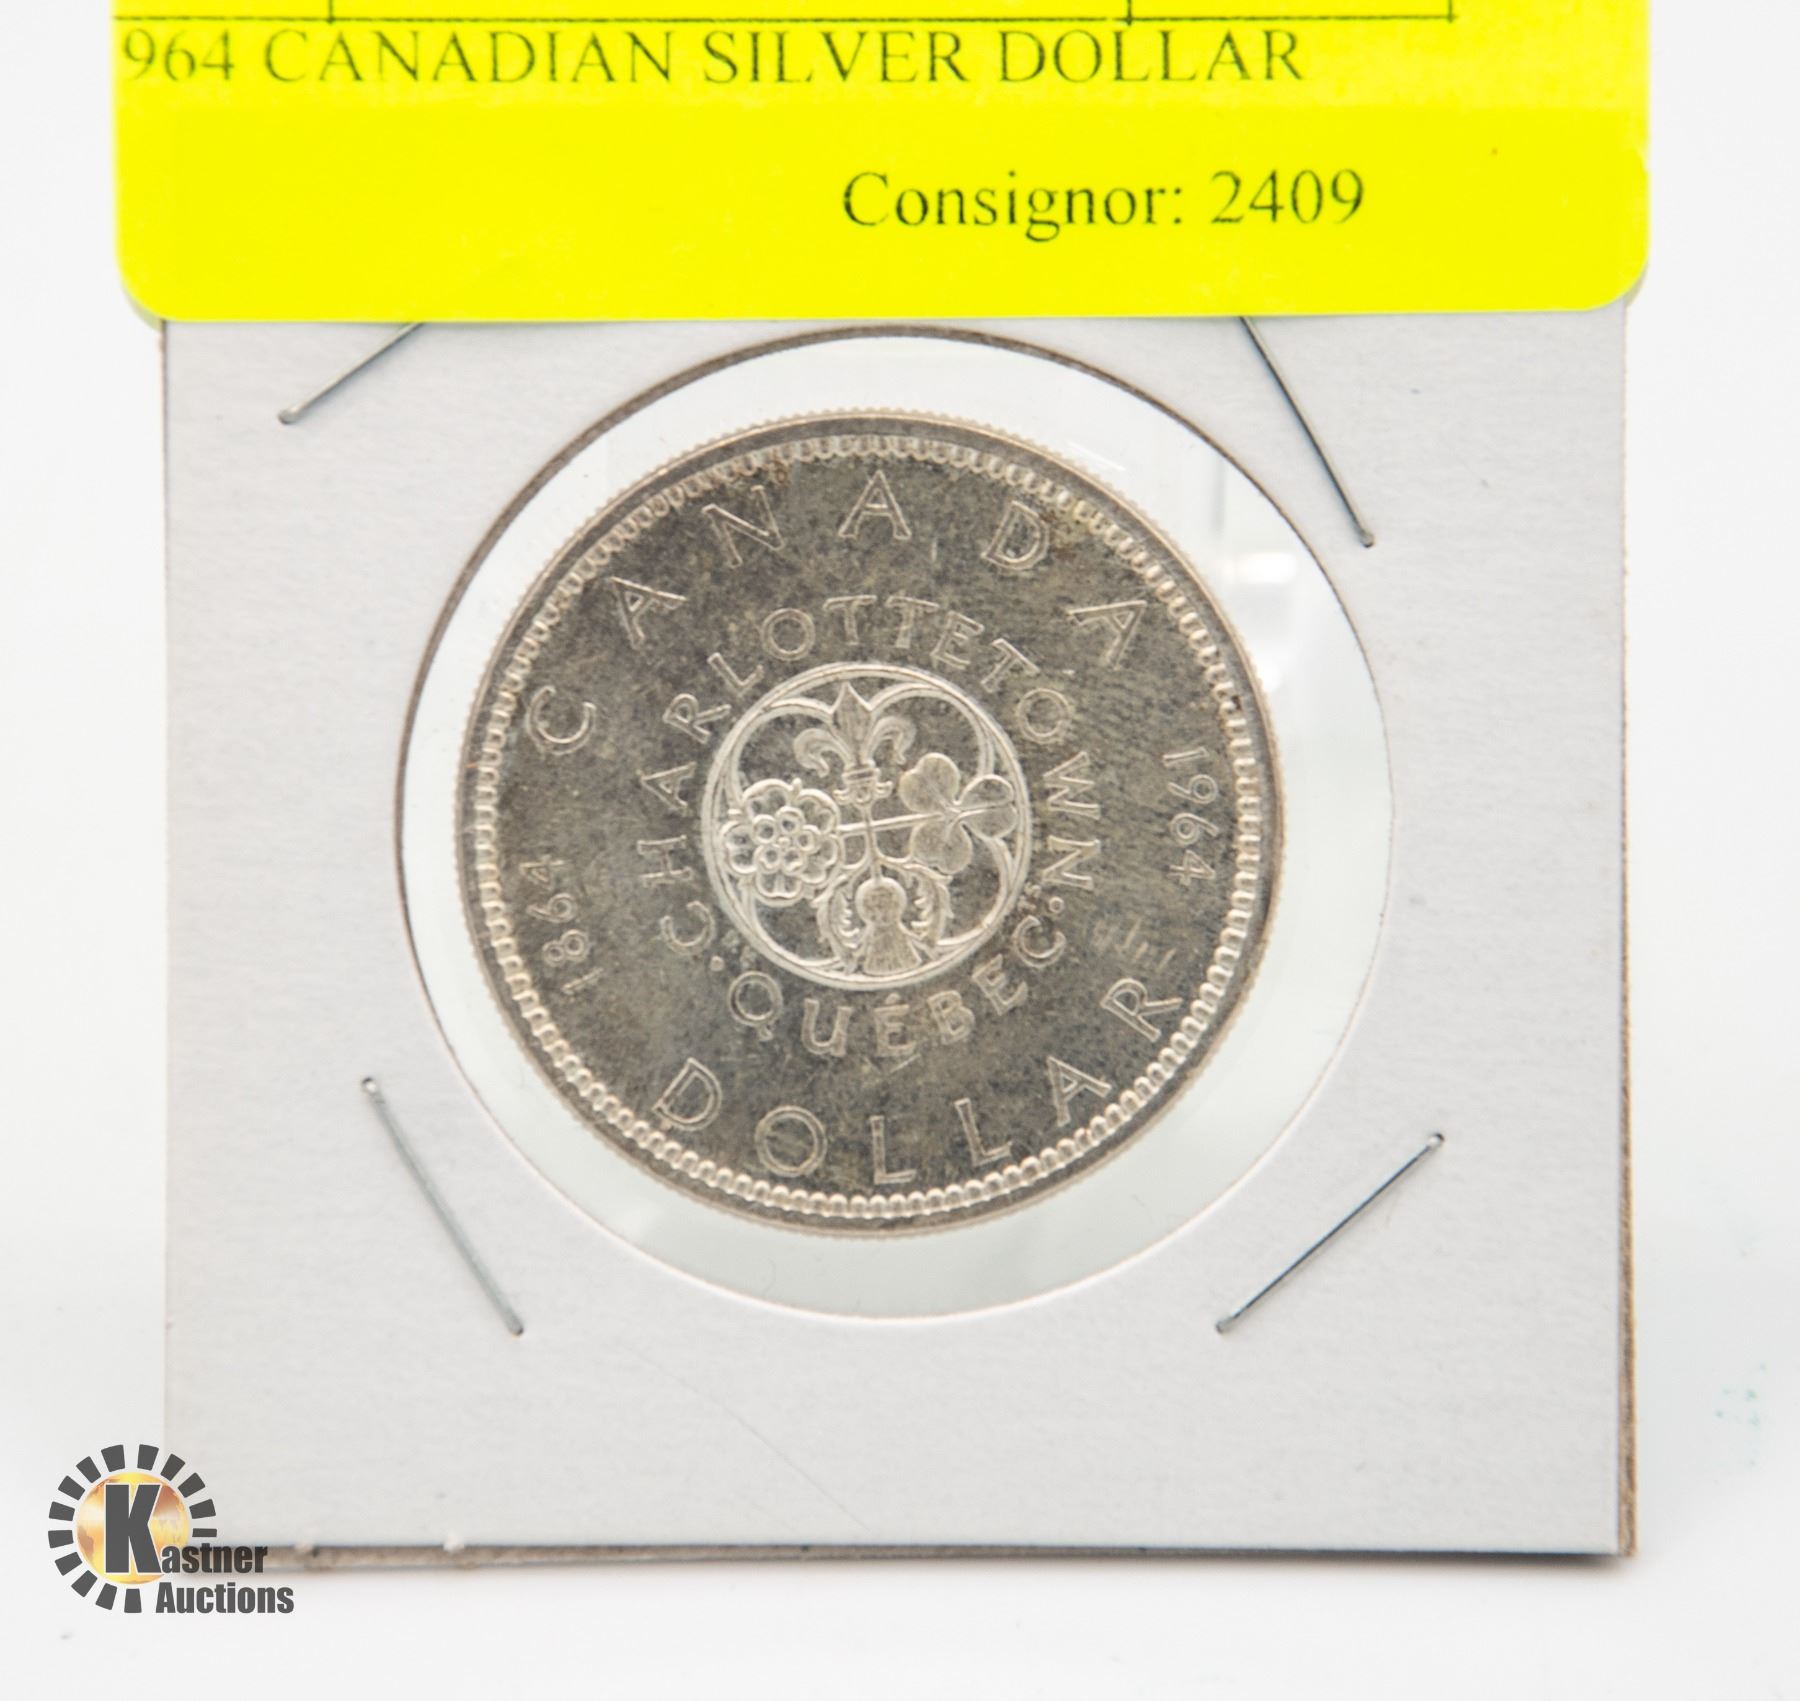 964 CANADIAN SILVER DOLLAR
Consignor: 2409
CANADA
CHARLOTTETOWN.
1864
1964
C.QUÉBEC
DOLLAR
Kastner
Auctions